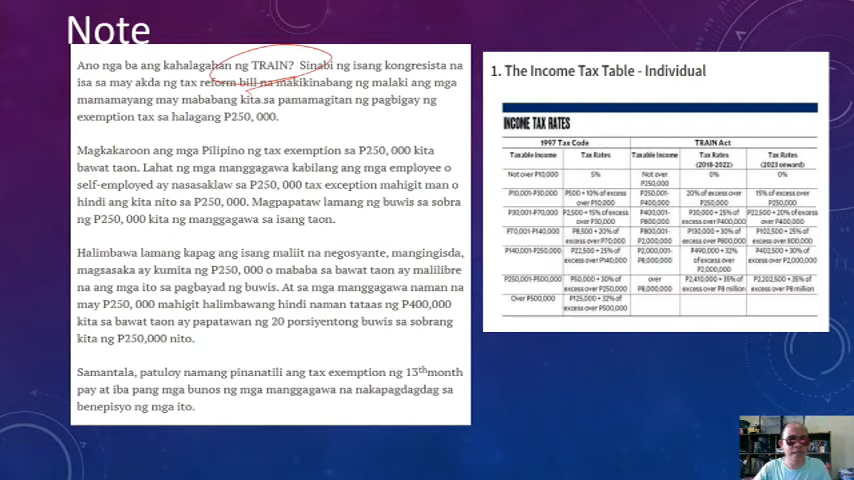 Note
Ano nga ba ang kahalagahan ng TRAIN? Sinabi ng isang kongresista na
isa sa may akda ng tax reform bill na makikinabang ng malaki ang mga
mamamayang may mababang kita sa pamamagitan ng pagbigay ng
exemption tax sa halagang P250, 000.
Magkakaroon ang mga Pilipino ng tax exemption sa P250, 000 kita
bawat taon. Lahat ng mga manggagawa kabilang ang mga employee o
self-employed ay nasasaklaw sa P250, 000 tax exception mahigit man o
hindi ang kita nito sa P250, 000. Magpapataw lamang ng buwis sa sobra
ng P250, 000 kita ng manggagawa sa isang taon.
Halimbawa lamang kapag ang isang maliit na negosyante, mangingisda,
magsasaka ay kumita ng P250, 000 o mababa sa bawat taon ay malilibre
na ang mga ito sa pagbayad ng buwis. At sa mga manggagawa naman na
may P250, 000 mahigit halimbawang hindi naman tataas ng P400,000
kita sa bawat taon ay papatawan ng 20 porsiyentong buwis sa sobrang
kita ng P250,000 nito.
Samantala, patuloy namang pinanatili ang tax exemption ng 13thmonth
pay at iba pang mga bunos ng mga manggagawa na nakapagdagdag sa
benepisyo ng mga ito.
1. The Income Tax Table - Individual
INCOME TAX RATES
1997 Tax Code TRAIN Act
Taxable Income Tax Rates Taxable Income Tax Rates (2018-2022) Tax Rates (2023 onward)
Not over P10,000 5% Not over P250,000 0% 0%
P10,001-P30,000 P500 + 10% of excess over P10,000 P250,001-P400,000 20% of excess over P250,000 15% of excess over P250,000
P30,001-P70,000 P2,500 + 15% of excess over P30,000 P400,001-P800,000 P30,000 + 25% of excess over P400,000 P22,500 + 20% of excess over P400,000
P70,001-P140,000 P8,500 + 20% of excess over P70,000 P800,001-P2,000,000 P130,000 + 30% of excess over P800,000 P102,500 + 25% of excess over 800,000
P140,001-P250,000 P22,500 + 25% of excess over P140,000 P2,000,001-P8,000,000 P490,000 + 32% of excess over P2,000,000 P402,500 + 30% of excess over P2,000,000
P250,001-P500,000 P50,000 + 30% of excess over P250,000 over P8,000,000 P2,410,000 + 35% of excess over P8 million P2,202,500 + 35% of excess over P8 million
Over P500,000 P125,000 + 32% of excess over P500,000